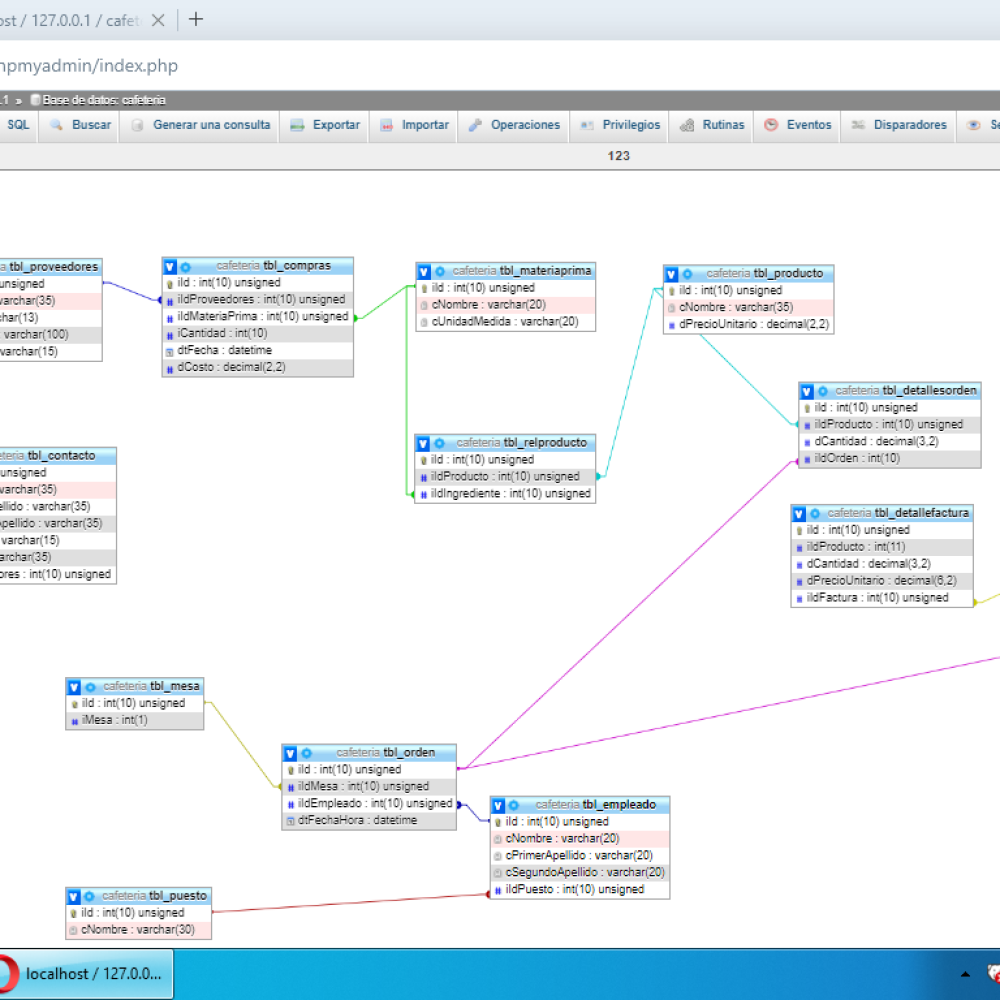 ost / 127.0.0.1 / cafet
npmyadmin/index.php
.1 » Base de datos: cafeteria
SQL Buscar Generar una consulta Exportar Importar Operaciones Privilegios Rutinas Eventos Disparadores Se
123
a tbl_proveedores
unsigned
varchar(35)
char(13)
varchar(100)
varchar(15)
cafeteria tbl_compras
iId : int(10) unsigned
iIdProveedores : int(10) unsigned
iIdMateriaPrima : int(10) unsigned
iCantidad : int(10)
dtFecha : datetime
dCosto : decimal(2,2)
cafeteria tbl_materiaprima
iId : int(10) unsigned
cNombre : varchar(20)
cUnidadMedida : varchar(20)
cafeteria tbl_producto
iId : int(10) unsigned
cNombre : varchar(35)
dPrecioUnitario : decimal(2,2)
cafeteria tbl_detallesorden
iId : int(10) unsigned
iIdProducto : int(10) unsigned
dCantidad : decimal(3,2)
iIdOrden : int(10)
cafeteria tbl_relproducto
iId : int(10) unsigned
iIdProducto : int(10) unsigned
iIdIngrediente : int(10) unsigned
eteria tbl_contacto
unsigned
varchar(35)
ellido : varchar(35)
Apellido : varchar(35)
varchar(15)
archar(35)
ores : int(10) unsigned
cafeteria tbl_detallefactura
iId : int(10) unsigned
iIdProducto : int(11)
dCantidad : decimal(3,2)
dPrecioUnitario : decimal(6,2)
iIdFactura : int(10) unsigned
cafeteria tbl_mesa
iId : int(10) unsigned
iMesa : int(1)
cafeteria tbl_orden
iId : int(10) unsigned
iIdMesa : int(10) unsigned
iIdEmpleado : int(10) unsigned
dtFechaHora : datetime
cafeteria tbl_empleado
iId : int(10) unsigned
cNombre : varchar(20)
cPrimerApellido : varchar(20)
cSegundoApellido : varchar(20)
iIdPuesto : int(10) unsigned
cafeteria tbl_puesto
iId : int(10) unsigned
cNombre : varchar(30)
localhost / 127.0.0...